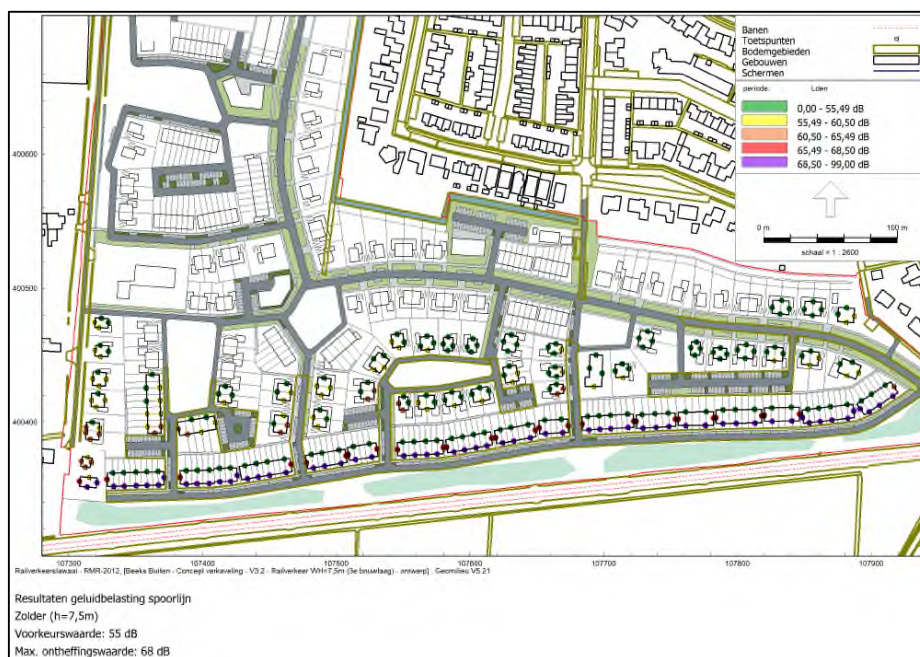 Banen
Toetspunten
Bodemgebieden
Gebouwen
Schermen
periode: Lden
0,00 - 55,49 dB
55,49 - 60,50 dB
60,50 - 65,49 dB
65,49 - 68,50 dB
68,50 - 99,00 dB
0 m 100 m
schaal = 1 : 2600
400600
400500
400400
107300 107400 107500 107600 107700 107800 107900
Railverkeerslawaai - RMR-2012, [Beeks Buiten - Concept verkaveling - V3.2 - Railverkeer WH=7,5m (3e bouwlaag) - ontwerp] , Geomilieu V5.21
Resultaten geluidbelasting spoorlijn
Zolder (h=7,5m)
Voorkeurswaarde: 55 dB
Max. ontheffingswaarde: 68 dB